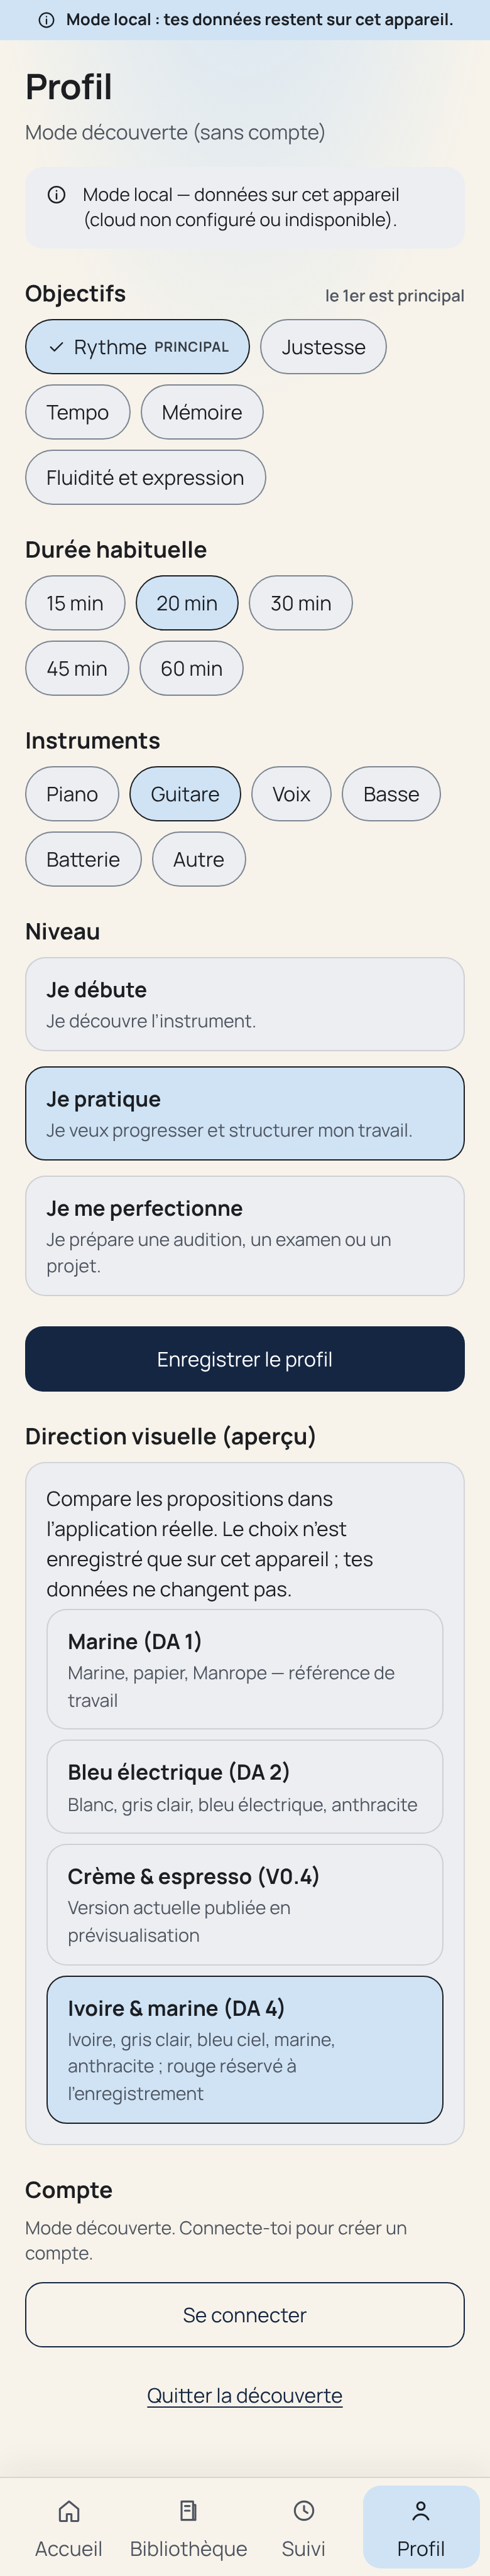 Mode local : tes données restent sur cet appareil.
Profil
Mode découverte (sans compte)
Mode local — données sur cet appareil
(cloud non configuré ou indisponible).
Objectifs le 1er est principal
Rythme PRINCIPAL Justesse
Tempo Mémoire
Fluidité et expression
Durée habituelle
15 min 20 min 30 min
45 min 60 min
Instruments
Piano Guitare Voix Basse
Batterie Autre
Niveau
Je débute
Je découvre l'instrument.
Je pratique
Je veux progresser et structurer mon travail.
Je me perfectionne
Je prépare une audition, un examen ou un
projet.
Enregistrer le profil
Direction visuelle (aperçu)
Compare les propositions dans
l'application réelle. Le choix n'est
enregistré que sur cet appareil ; tes
données ne changent pas.
Marine (DA 1)
Marine, papier, Manrope — référence de
travail
Bleu électrique (DA 2)
Blanc, gris clair, bleu électrique, anthracite
Crème & espresso (V0.4)
Version actuelle publiée en
prévisualisation
Ivoire & marine (DA 4)
Ivoire, gris clair, bleu ciel, marine,
anthracite ; rouge réservé à
l'enregistrement
Compte
Mode découverte. Connecte-toi pour créer un
compte.
Se connecter
Quitter la découverte
Accueil Bibliothèque Suivi Profil